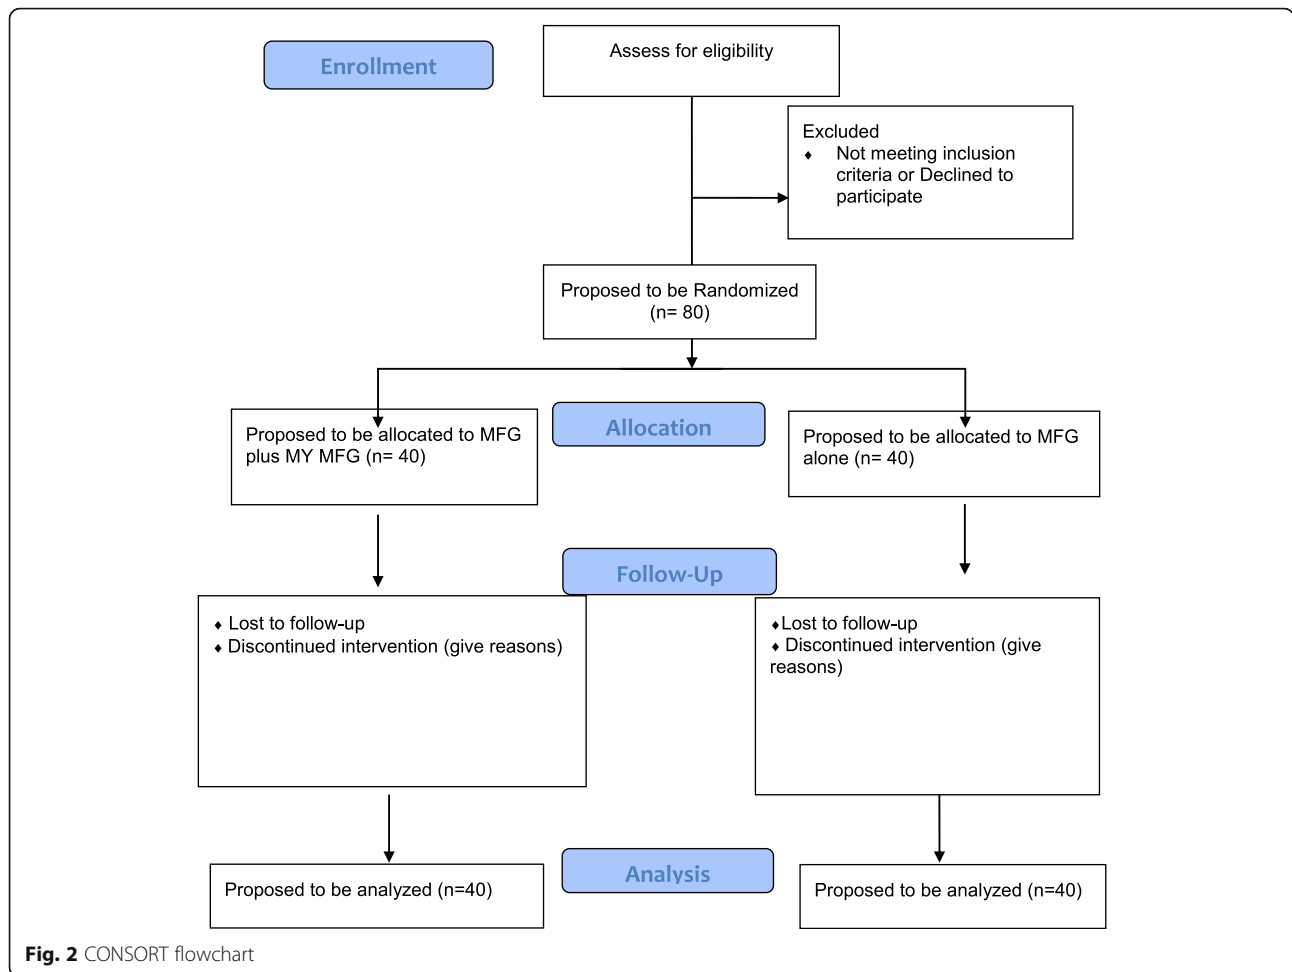 Enrollment
Assess for eligibility
Excluded
♦ Not meeting inclusion
criteria or Declined to
participate
Proposed to be Randomized
(n= 80)
Allocation
Proposed to be allocated to MFG
plus MY MFG (n= 40)
Proposed to be allocated to MFG
alone (n= 40)
Follow-Up
♦ Lost to follow-up
♦ Discontinued intervention (give reasons)
♦Lost to follow-up
♦ Discontinued intervention (give
reasons)
Analysis
Proposed to be analyzed (n=40)
Proposed to be analyzed (n=40)
Fig. 2 CONSORT flowchart